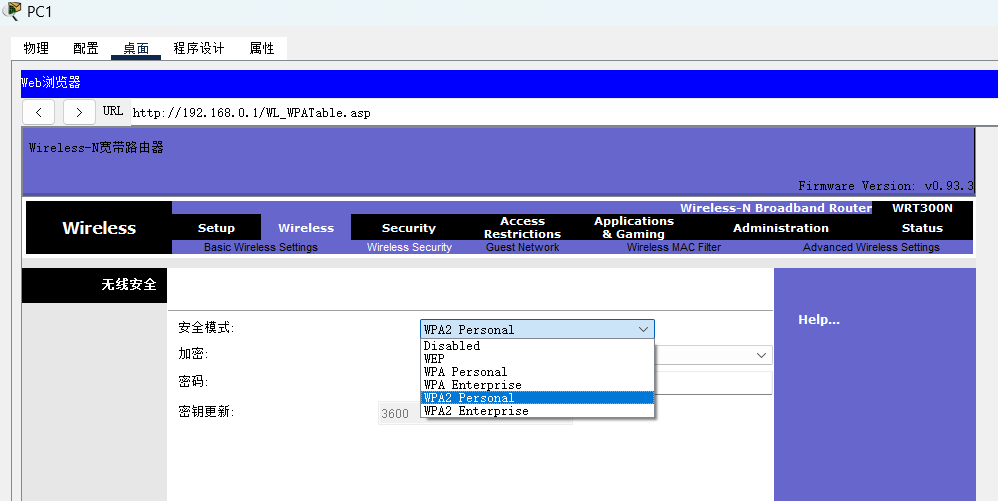 PC1
物理 配置 桌面 程序设计 属性
Web浏览器
< > URL http://192.168.0.1/WL_WPATable.asp
Wireless-N宽带路由器
Firmware Version: v0.93.3
Wireless-N Broadband Router WRT300N
Wireless Setup Wireless Security Access Restrictions Applications & Gaming Administration Status
Basic Wireless Settings Wireless Security Guest Network Wireless MAC Filter Advanced Wireless Settings
无线安全
Help...
安全模式: WPA2 Personal
Disabled
加密:
WEP
WPA Personal
密码:
WPA Enterprise
WPA2 Personal
密钥更新: 3600
WPA2 Enterprise